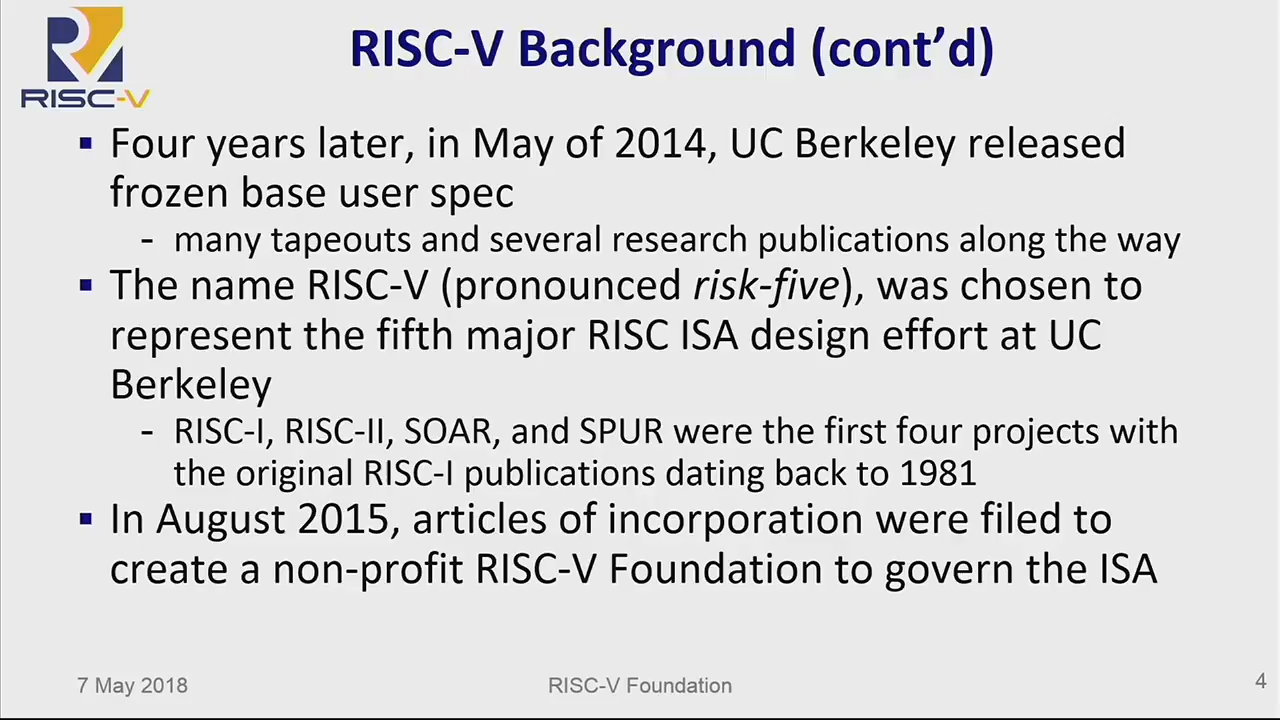 RISC-V
RISC-V Background (cont’d)
▪ Four years later, in May of 2014, UC Berkeley released
frozen base user spec
- many tapeouts and several research publications along the way
▪ The name RISC-V (pronounced risk-five), was chosen to
represent the fifth major RISC ISA design effort at UC
Berkeley
- RISC-I, RISC-II, SOAR, and SPUR were the first four projects with
the original RISC-I publications dating back to 1981
▪ In August 2015, articles of incorporation were filed to
create a non-profit RISC-V Foundation to govern the ISA
7 May 2018
RISC-V Foundation
4